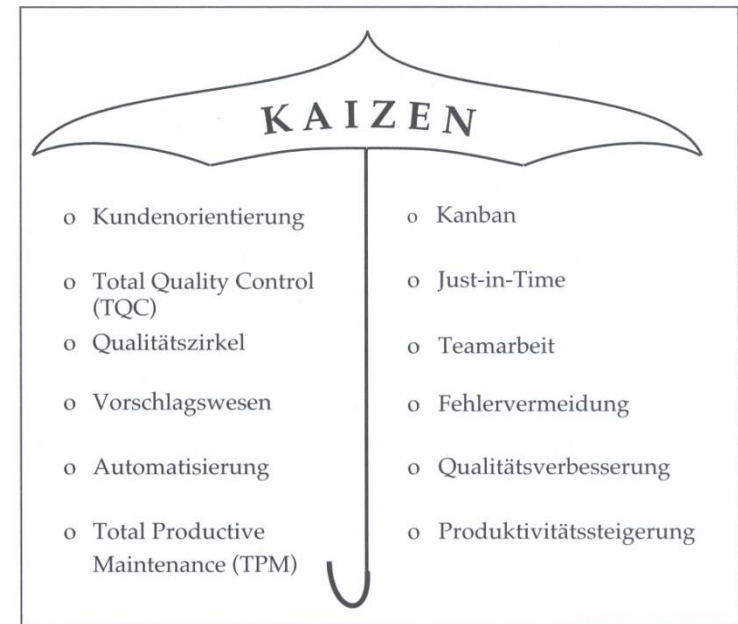 KAIZEN
o Kundenorientierung
o Total Quality Control
(TQC)
o Qualitätszirkel
o Vorschlagswesen
o Automatisierung
o Total Productive
Maintenance (TPM)
o Kanban
o Just-in-Time
o Teamarbeit
o Fehlervermeidung
o Qualitätsverbesserung
o Produktivitätssteigerung